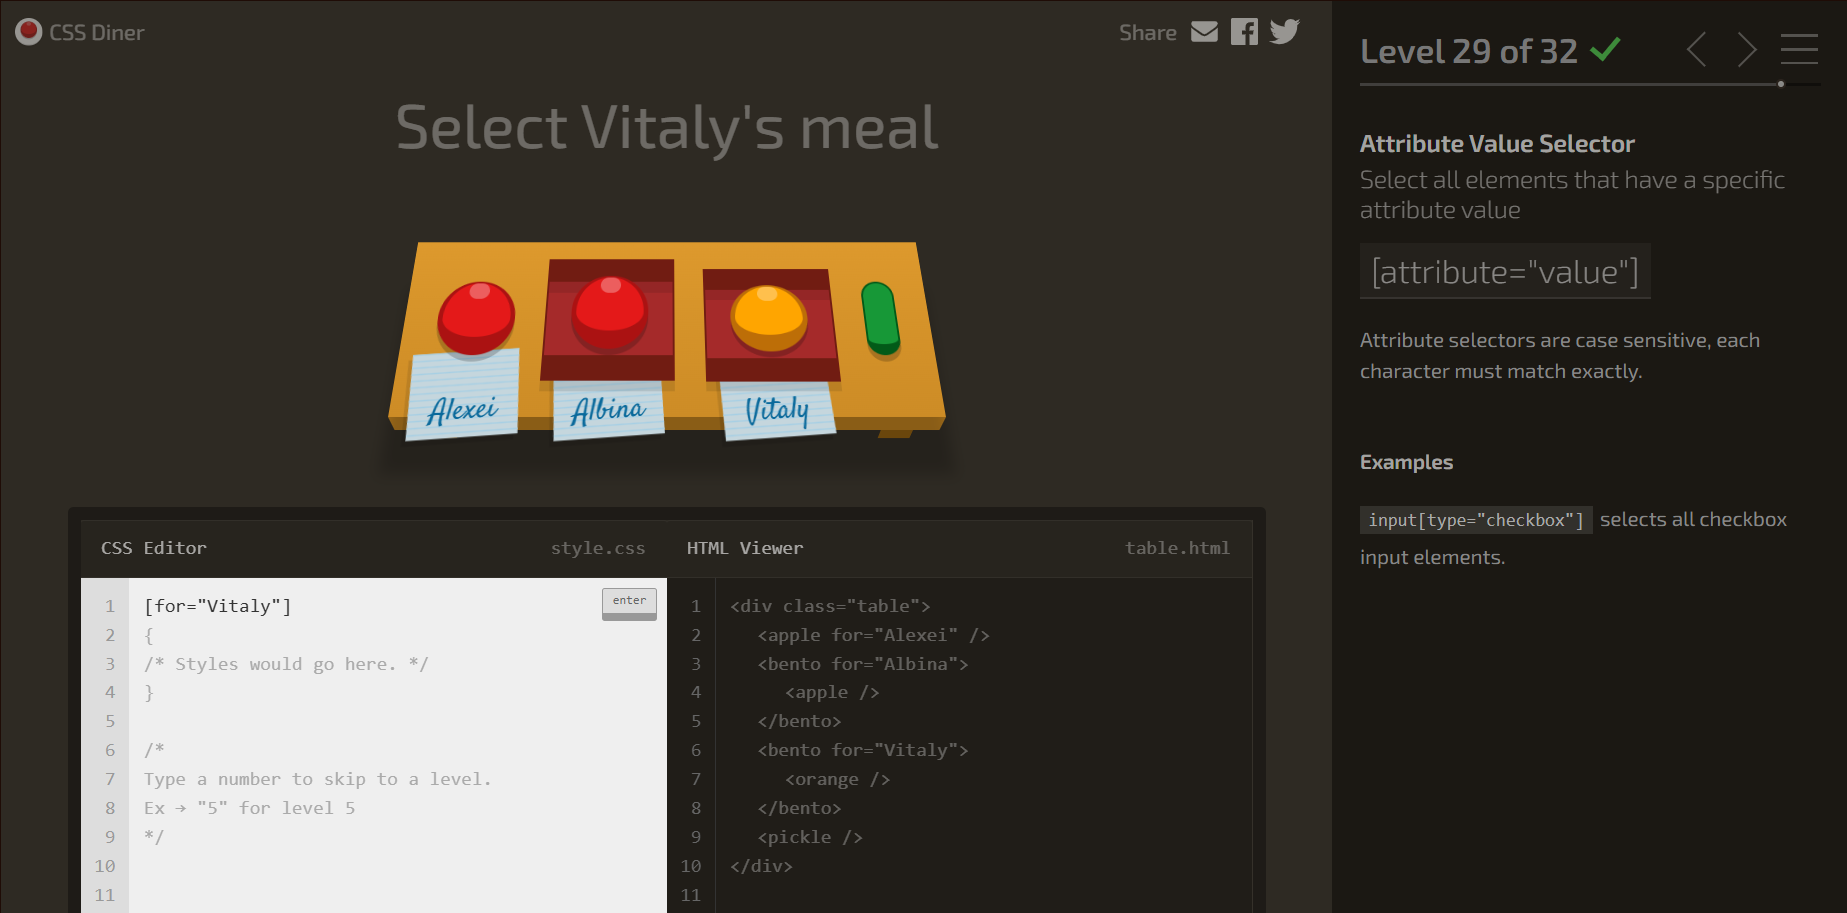 CSS Diner
Share
Select Vitaly's meal
Alexei
Albina
Vitaly
CSS Editor
style.css
1 [for="Vitaly"]
enter
2 {
3 /* Styles would go here. */
4 }
5
6 /*
7 Type a number to skip to a level.
8 Ex → "5" for level 5
9 */
10
11
HTML Viewer
table.html
1 <div class="table">
2 <apple for="Alexei" />
3 <bento for="Albina">
4 <apple />
5 </bento>
6 <bento for="Vitaly">
7 <orange />
8 </bento>
9 <pickle />
10 </div>
11
Level 29 of 32
Attribute Value Selector
Select all elements that have a specific
attribute value
[attribute="value"]
Attribute selectors are case sensitive, each
character must match exactly.
Examples
input[type="checkbox"] selects all checkbox
input elements.